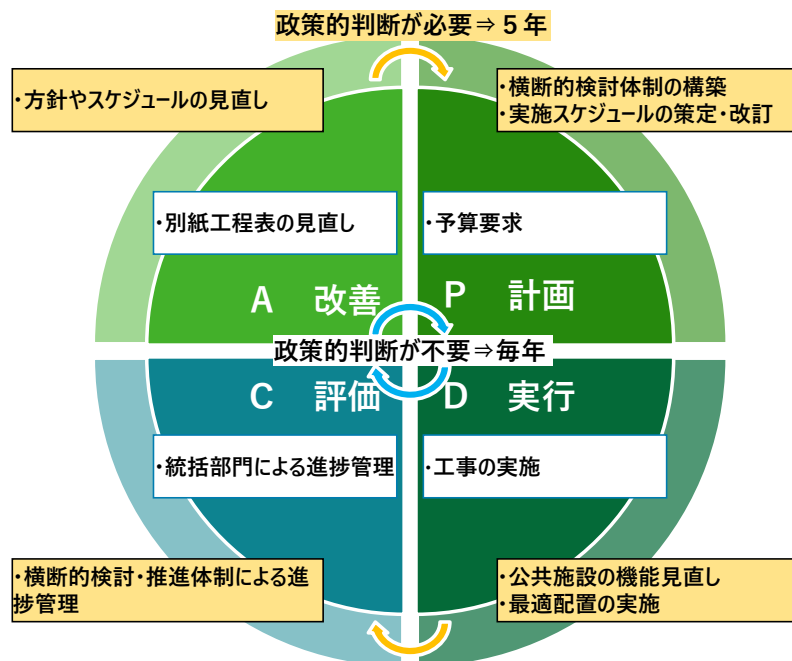 政策的判断が必要⇒５年
・方針やスケジュールの見直し
・横断的検討体制の構築
・実施スケジュールの策定・改訂
・別紙工程表の見直し
・予算要求
A　改善
P　計画
政策的判断が不要⇒毎年
C　評価
D　実行
・統括部門による進捗管理
・工事の実施
・横断的検討・推進体制による進
捗管理
・公共施設の機能見直し
・最適配置の実施